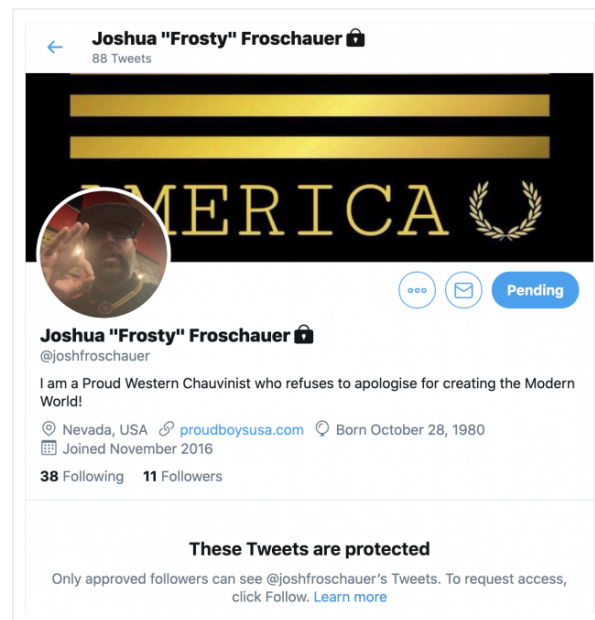 Joshua "Frosty" Froschauer
88 Tweets
AMERICA
Pending
Joshua "Frosty" Froschauer
@joshfroschauer
I am a Proud Western Chauvinist who refuses to apologise for creating the Modern
World!
Nevada, USA proudboysusa.com Born October 28, 1980
Joined November 2016
38 Following 11 Followers
These Tweets are protected
Only approved followers can see @joshfroschauer's Tweets. To request access,
click Follow. Learn more